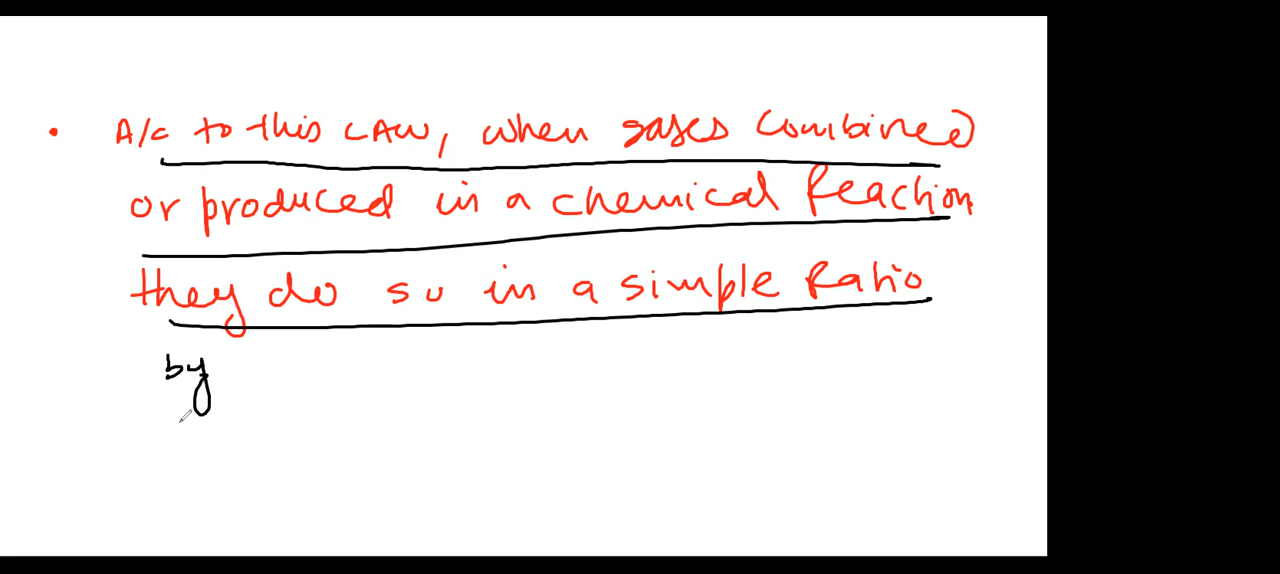 • A/c to this LAW, when gases combined
or produced in a chemical Reaction
they do so in a simple Ratio
by